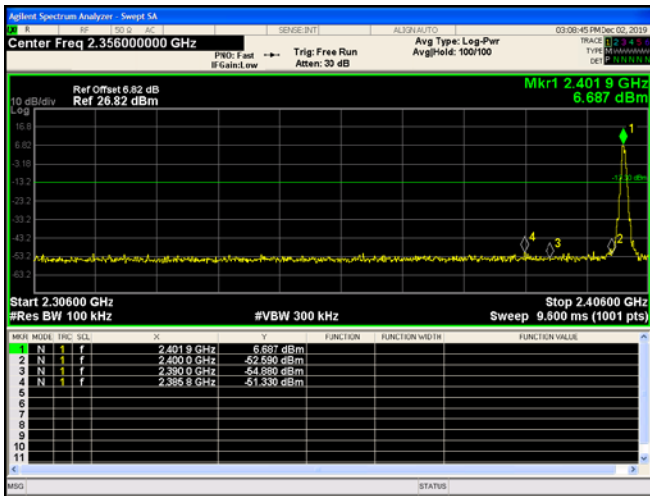 Agilent Spectrum Analyzer - Swept SA
R RF 50 Ω AC SENSE:INT ALIGN AUTO 03:08:45 PM Dec 02, 2019
Center Freq 2.356000000 GHz
PNO: Fast
IFGain:Low
Trig: Free Run
Atten: 30 dB
Avg Type: Log-Pwr
Avg|Hold: 100/100
TRACE 1 2 3 4 5 6
TYPE
DET P N N N N N
Ref Offset 6.82 dB
Ref 26.82 dBm
10 dB/div
Log
Mkr1 2.401 9 GHz
6.687 dBm
16.8
6.82
-3.18
-13.2
-23.2
-33.2
-43.2
-53.2
-63.2
1
2
3
4
Start 2.30600 GHz
Stop 2.40600 GHz
#Res BW 100 kHz #VBW 300 kHz Sweep 9.600 ms (1001 pts)
MKR MODE TRC SCL X Y FUNCTION FUNCTION WIDTH FUNCTION VALUE
1 N 1 f 2.401 9 GHz 6.687 dBm
2 N 1 f 2.400 0 GHz -52.590 dBm
3 N 1 f 2.390 0 GHz -54.880 dBm
4 N 1 f 2.385 8 GHz -51.330 dBm
5
6
7
8
9
10
11
MSG STATUS